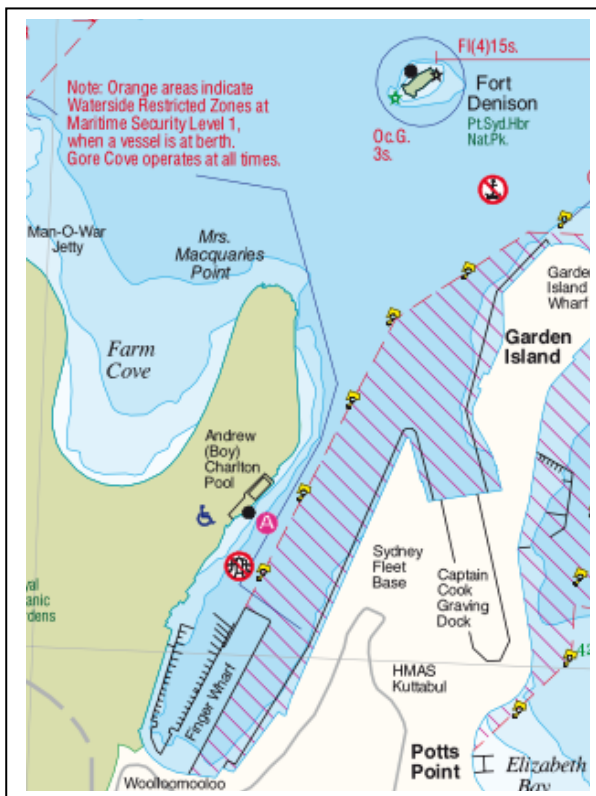 Fl(4)15s.
Note: Orange areas indicate
Waterside Restricted Zones at
Maritime Security Level 1,
when a vessel is at berth.
Gore Cove operates at all times.
Fort
Denison
Pt.Syd.Hbr
Nat.Pk.
Oc.G.
3s.
Man-O-War
Jetty
Mrs.
Macquaries
Point
Garden
Island
Wharf
Garden
Island
Farm
Cove
Andrew
(Boy)
Charlton
Pool
A
Sydney
Fleet
Base
Captain
Cook
Graving
Dock
HMAS
Kuttabul
Finger Wharf
Potts
Point
Elizabeth
Bay
Woolloomooloo